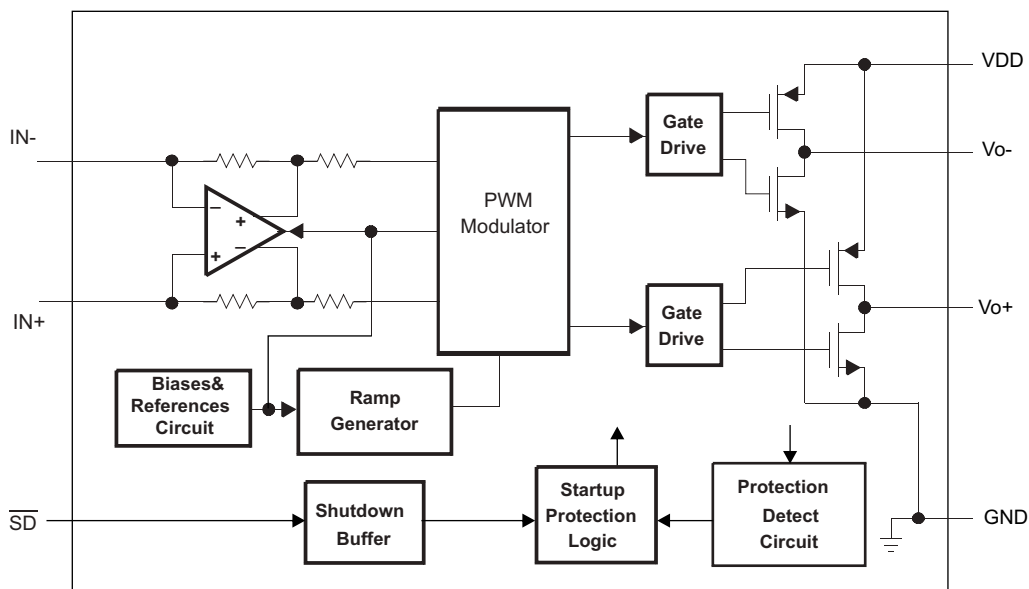 VDD
IN-
Gate
Drive
Vo-
PWM
Modulator
−
+
−
+
IN+
Gate
Drive
Vo+
Biases&
References
Circuit
Ramp
Generator
SD
Shutdown
Buffer
Startup
Protection
Logic
Protection
Detect
Circuit
GND